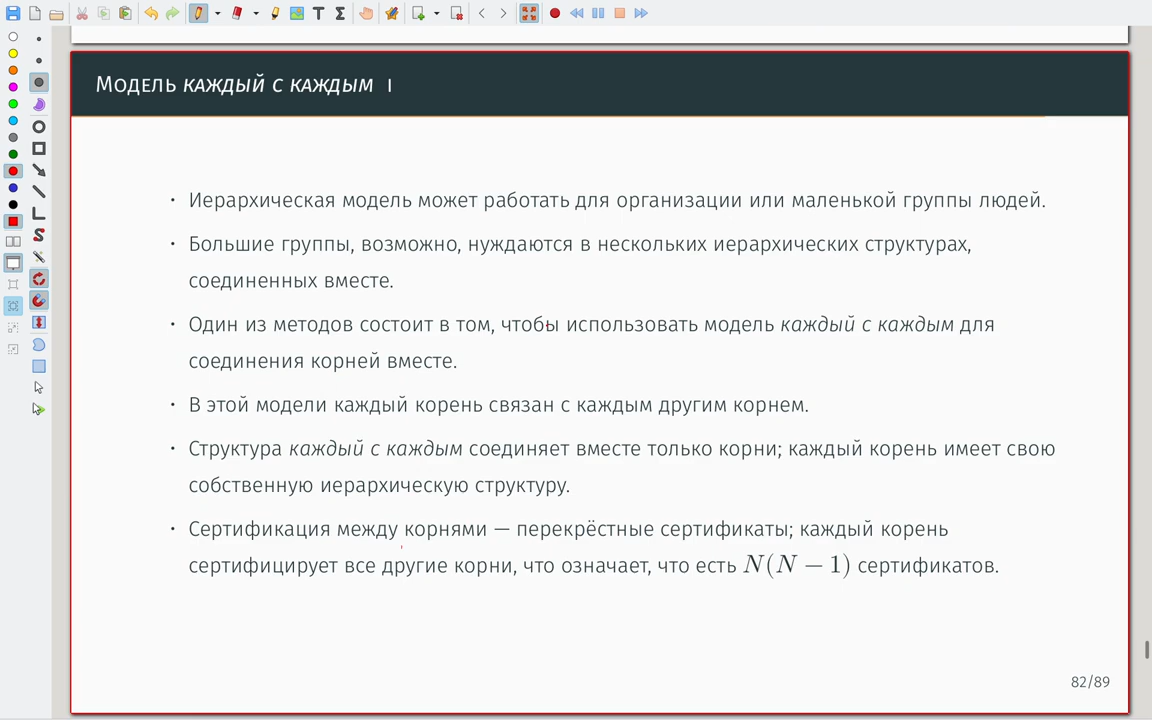 Модель каждый с каждым I
• Иерархическая модель может работать для организации или маленькой группы людей.
• Большие группы, возможно, нуждаются в нескольких иерархических структурах,
соединенных вместе.
• Один из методов состоит в том, чтобы использовать модель каждый с каждым для
соединения корней вместе.
• В этой модели каждый корень связан с каждым другим корнем.
• Структура каждый с каждым соединяет вместе только корни; каждый корень имеет свою
собственную иерархическую структуру.
• Сертификация между корнями — перекрёстные сертификаты; каждый корень
сертифицирует все другие корни, что означает, что есть N(N − 1) сертификатов.
82/89